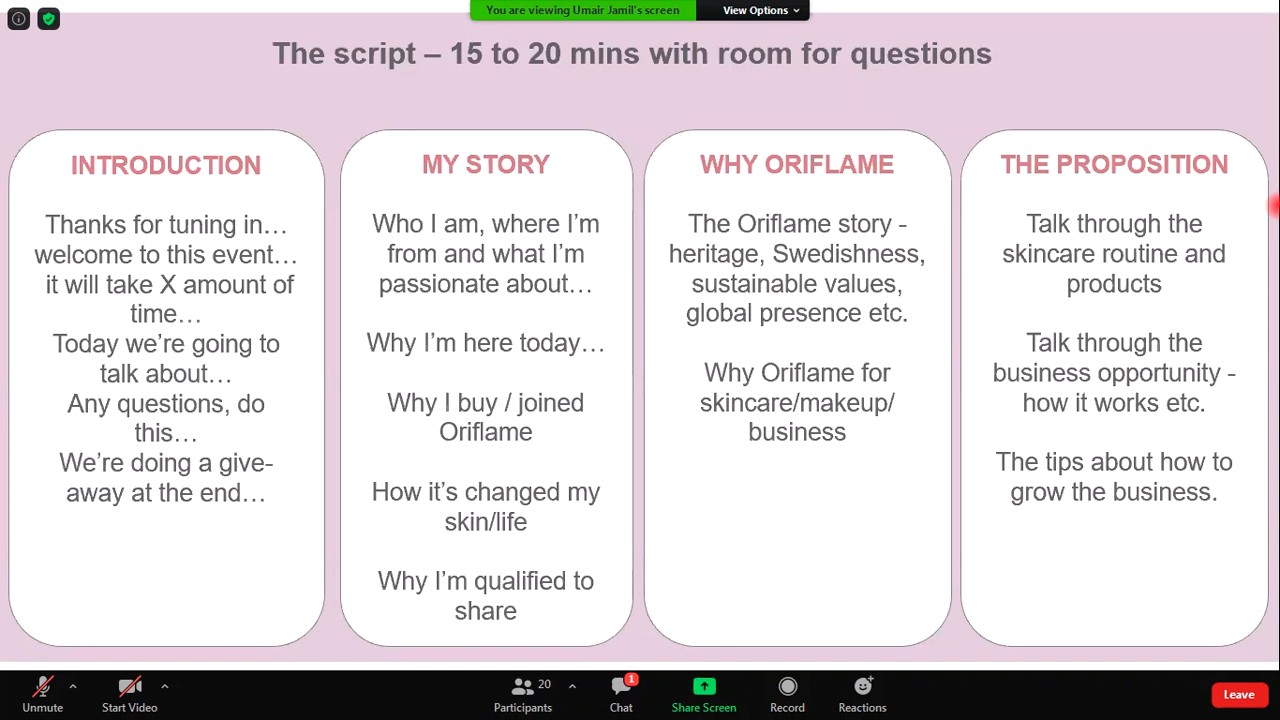 You are viewing Umair Jamil's screen
View Options
The script – 15 to 20 mins with room for questions
INTRODUCTION
Thanks for tuning in…
welcome to this event…
it will take X amount of
time…
Today we're going to
talk about…
Any questions, do
this…
We're doing a give-
away at the end…
MY STORY
Who I am, where I'm
from and what I'm
passionate about…
Why I'm here today…
Why I buy / joined
Oriflame
How it's changed my
skin/life
Why I'm qualified to
share
WHY ORIFLAME
The Oriflame story -
heritage, Swedishness,
sustainable values,
global presence etc.
Why Oriflame for
skincare/makeup/
business
THE PROPOSITION
Talk through the
skincare routine and
products
Talk through the
business opportunity -
how it works etc.
The tips about how to
grow the business.
Unmute
Start Video
20
Participants
1
Chat
Share Screen
Record
Reactions
Leave